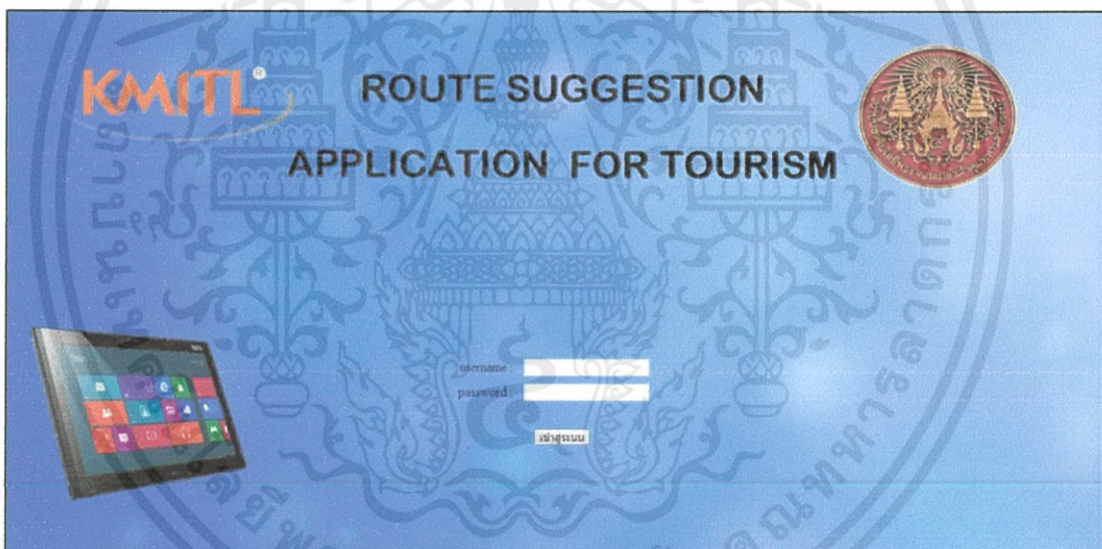 KMITL®
ROUTE SUGGESTION
APPLICATION FOR TOURISM
username :
password :
เข้าสู่ระบบ